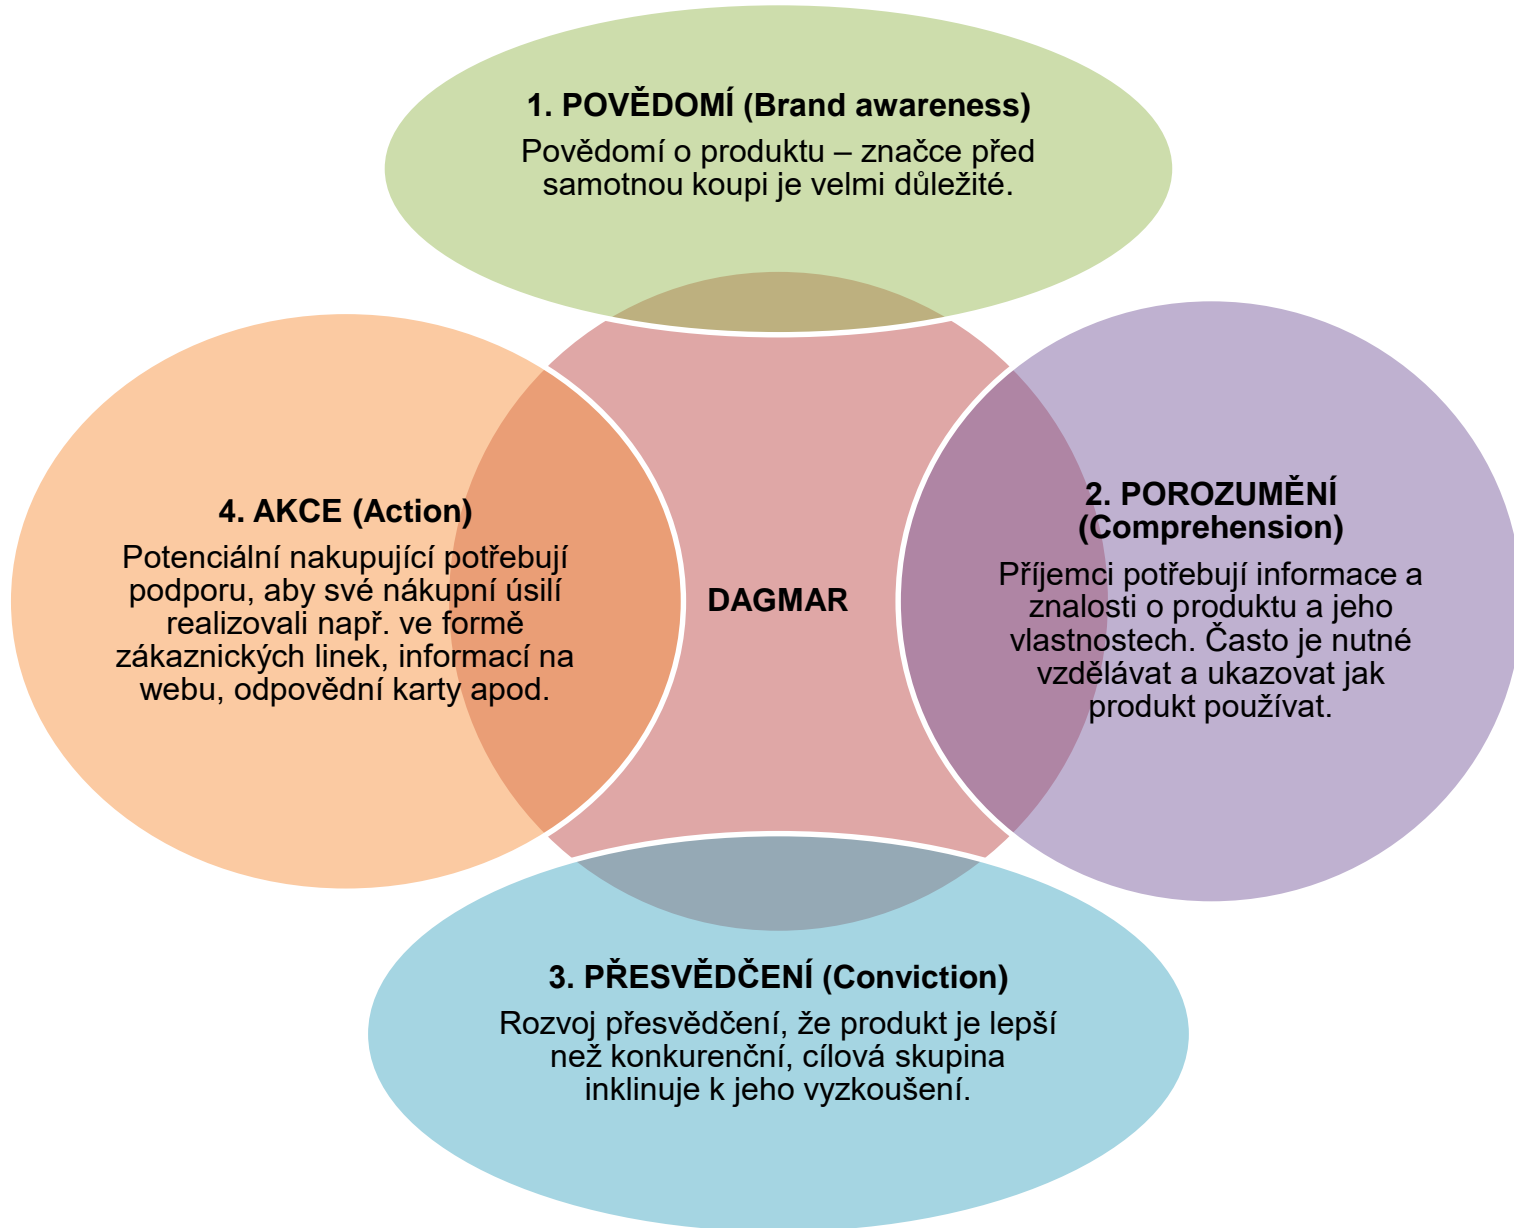 1. POVĚDOMÍ (Brand awareness)
Povědomí o produktu – značce před
samotnou koupi je velmi důležité.
2. POROZUMĚNÍ
(Comprehension)
Příjemci potřebují informace a
znalosti o produktu a jeho
vlastnostech. Často je nutné
vzdělávat a ukazovat jak
produkt používat.
3. PŘESVĚDČENÍ (Conviction)
Rozvoj přesvědčení, že produkt je lepší
než konkurenční, cílová skupina
inklinuje k jeho vyzkoušení.
4. AKCE (Action)
Potenciální nakupující potřebují
podporu, aby své nákupní úsilí
realizovali např. ve formě
zákaznických linek, informací na
webu, odpovědní karty apod.
DAGMAR